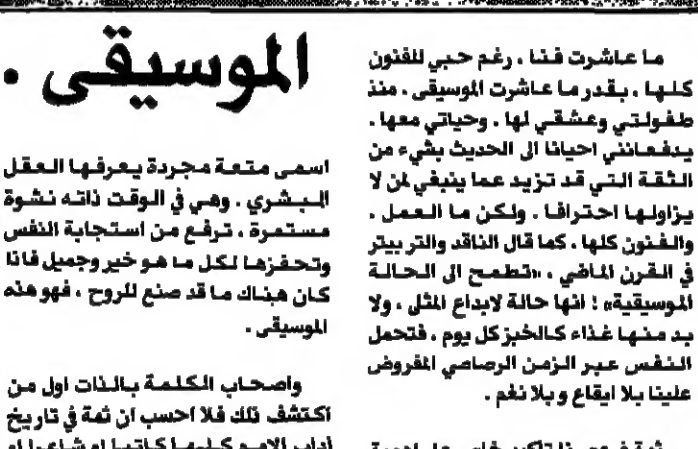 ما عاشرت فنا ، رغم حبي للفنون
كلها ، بقدر ما عاشرت الموسيقى ، منذ
طفولتي وعشقي لها ، وحياتي معها ،
يدفعانني احيانا الى الحديث بشيء من
الثقة التي قد تزيد عما ينبغي لمن لا
يزاولها احترافا . ولكن ما العمل ،
والفنون كلها ، كما قال الناقد والتر بيتر
في القرن الماضي ، «تطمح الى الحالة
الموسيقية» ! انها حالة لابداع المثل ، ولا
بد منها غذاء كالخبز كل يوم ، فتحمل
النفس عبر الزمن الرصاصي المفروض
علينا بلا ايقاع وبلا نغم .
الموسيقى .
اسمى متعة مجردة يعرفها العقل
البشري ، وهي في الوقت ذاته نشوة
مستمرة ، ترفع من استجابة النفس
وتحفزها لكل ما هو خير وجميل فاذا
كان هناك ما قد صنع للروح ، فهو هذه
الموسيقى .
واصحاب الكلمة بالذات اول من
اكتشف ذلك فلا احسب ان ثمة في تاريخ